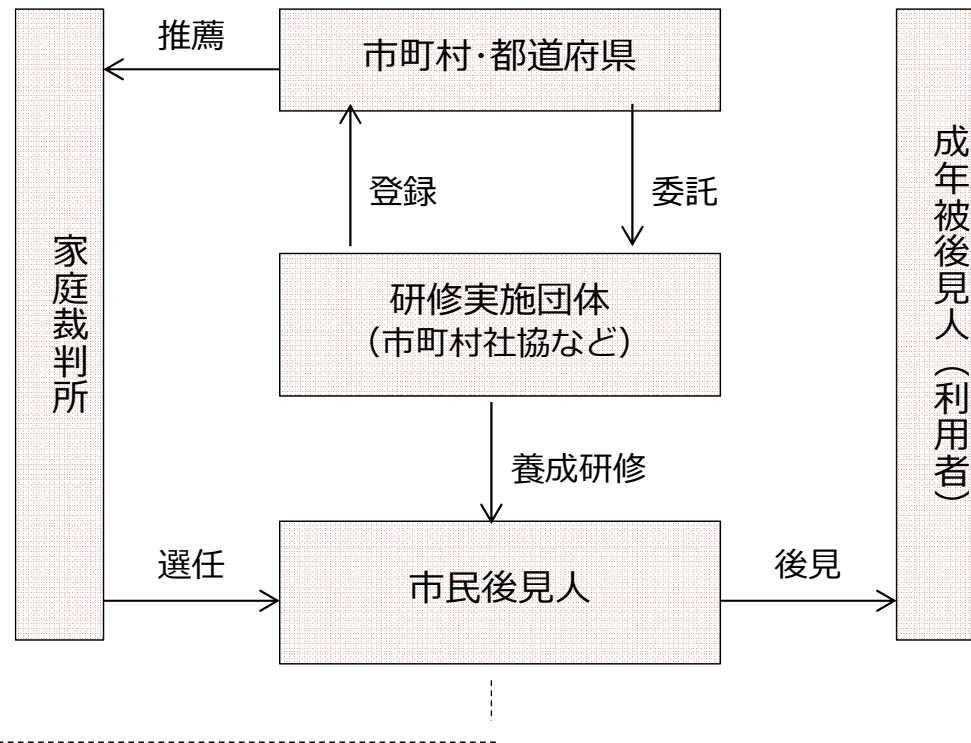 推薦
市町村･都道府県
登録
委託
家庭裁判所
研修実施団体
（市町村社協など）
養成研修
選任
市民後見人
後見
成年被後見人（利用者）